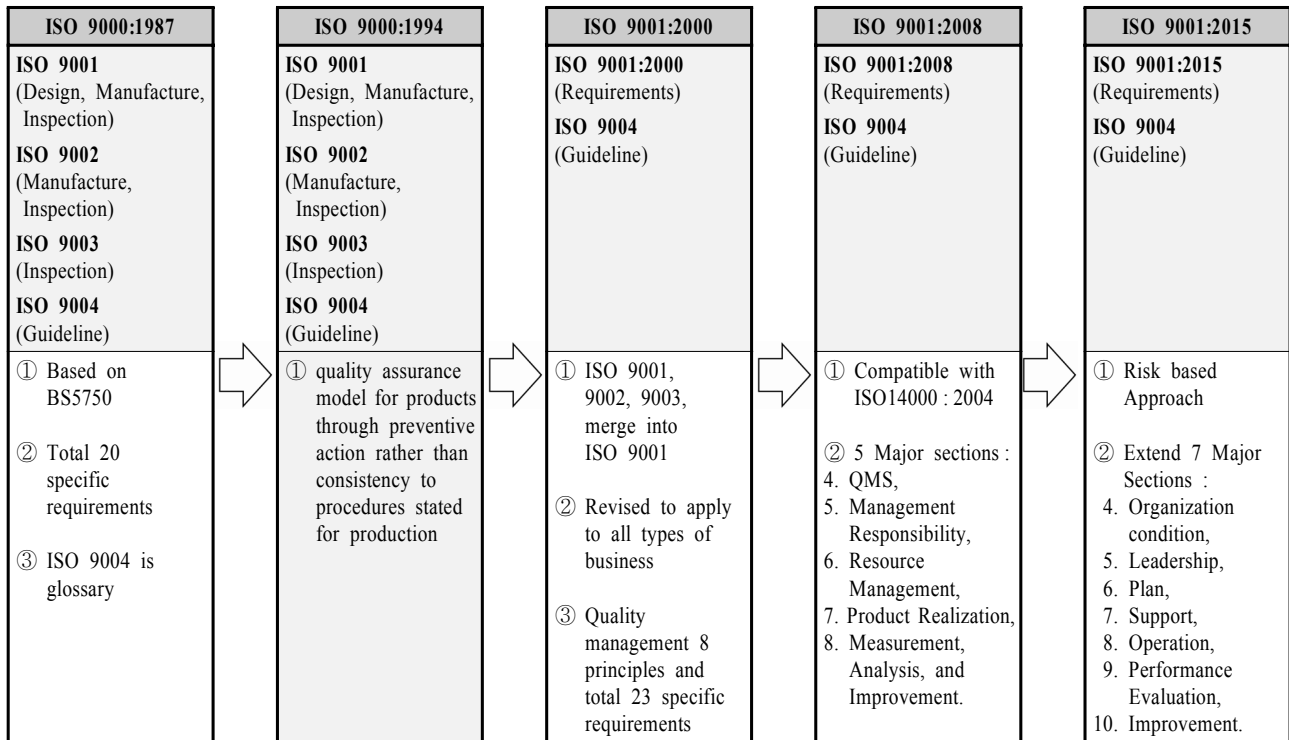 ISO 9000:1987
ISO 9001
(Design, Manufacture,
Inspection)
ISO 9002
(Manufacture,
Inspection)
ISO 9003
(Inspection)
ISO 9004
(Guideline)
① Based on
BS5750
② Total 20
specific
requirements
③ ISO 9004 is
glossary
ISO 9000:1994
ISO 9001
(Design, Manufacture,
Inspection)
ISO 9002
(Manufacture,
Inspection)
ISO 9003
(Inspection)
ISO 9004
(Guideline)
① quality assurance
model for products
through preventive
action rather than
consistency to
procedures stated
for production
ISO 9001:2000
ISO 9001:2000
(Requirements)
ISO 9004
(Guideline)
① ISO 9001,
9002, 9003,
merge into
ISO 9001
② Revised to apply
to all types of
business
③ Quality
management 8
principles and
total 23 specific
requirements
ISO 9001:2008
ISO 9001:2008
(Requirements)
ISO 9004
(Guideline)
① Compatible with
ISO14000 : 2004
② 5 Major sections :
4. QMS,
5. Management
Responsibility,
6. Resource
Management,
7. Product Realization,
8. Measurement,
Analysis, and
Improvement.
ISO 9001:2015
ISO 9001:2015
(Requirements)
ISO 9004
(Guideline)
① Risk based
Approach
② Extend 7 Major
Sections :
4. Organization
condition,
5. Leadership,
6. Plan,
7. Support,
8. Operation,
9. Performance
Evaluation,
10. Improvement.